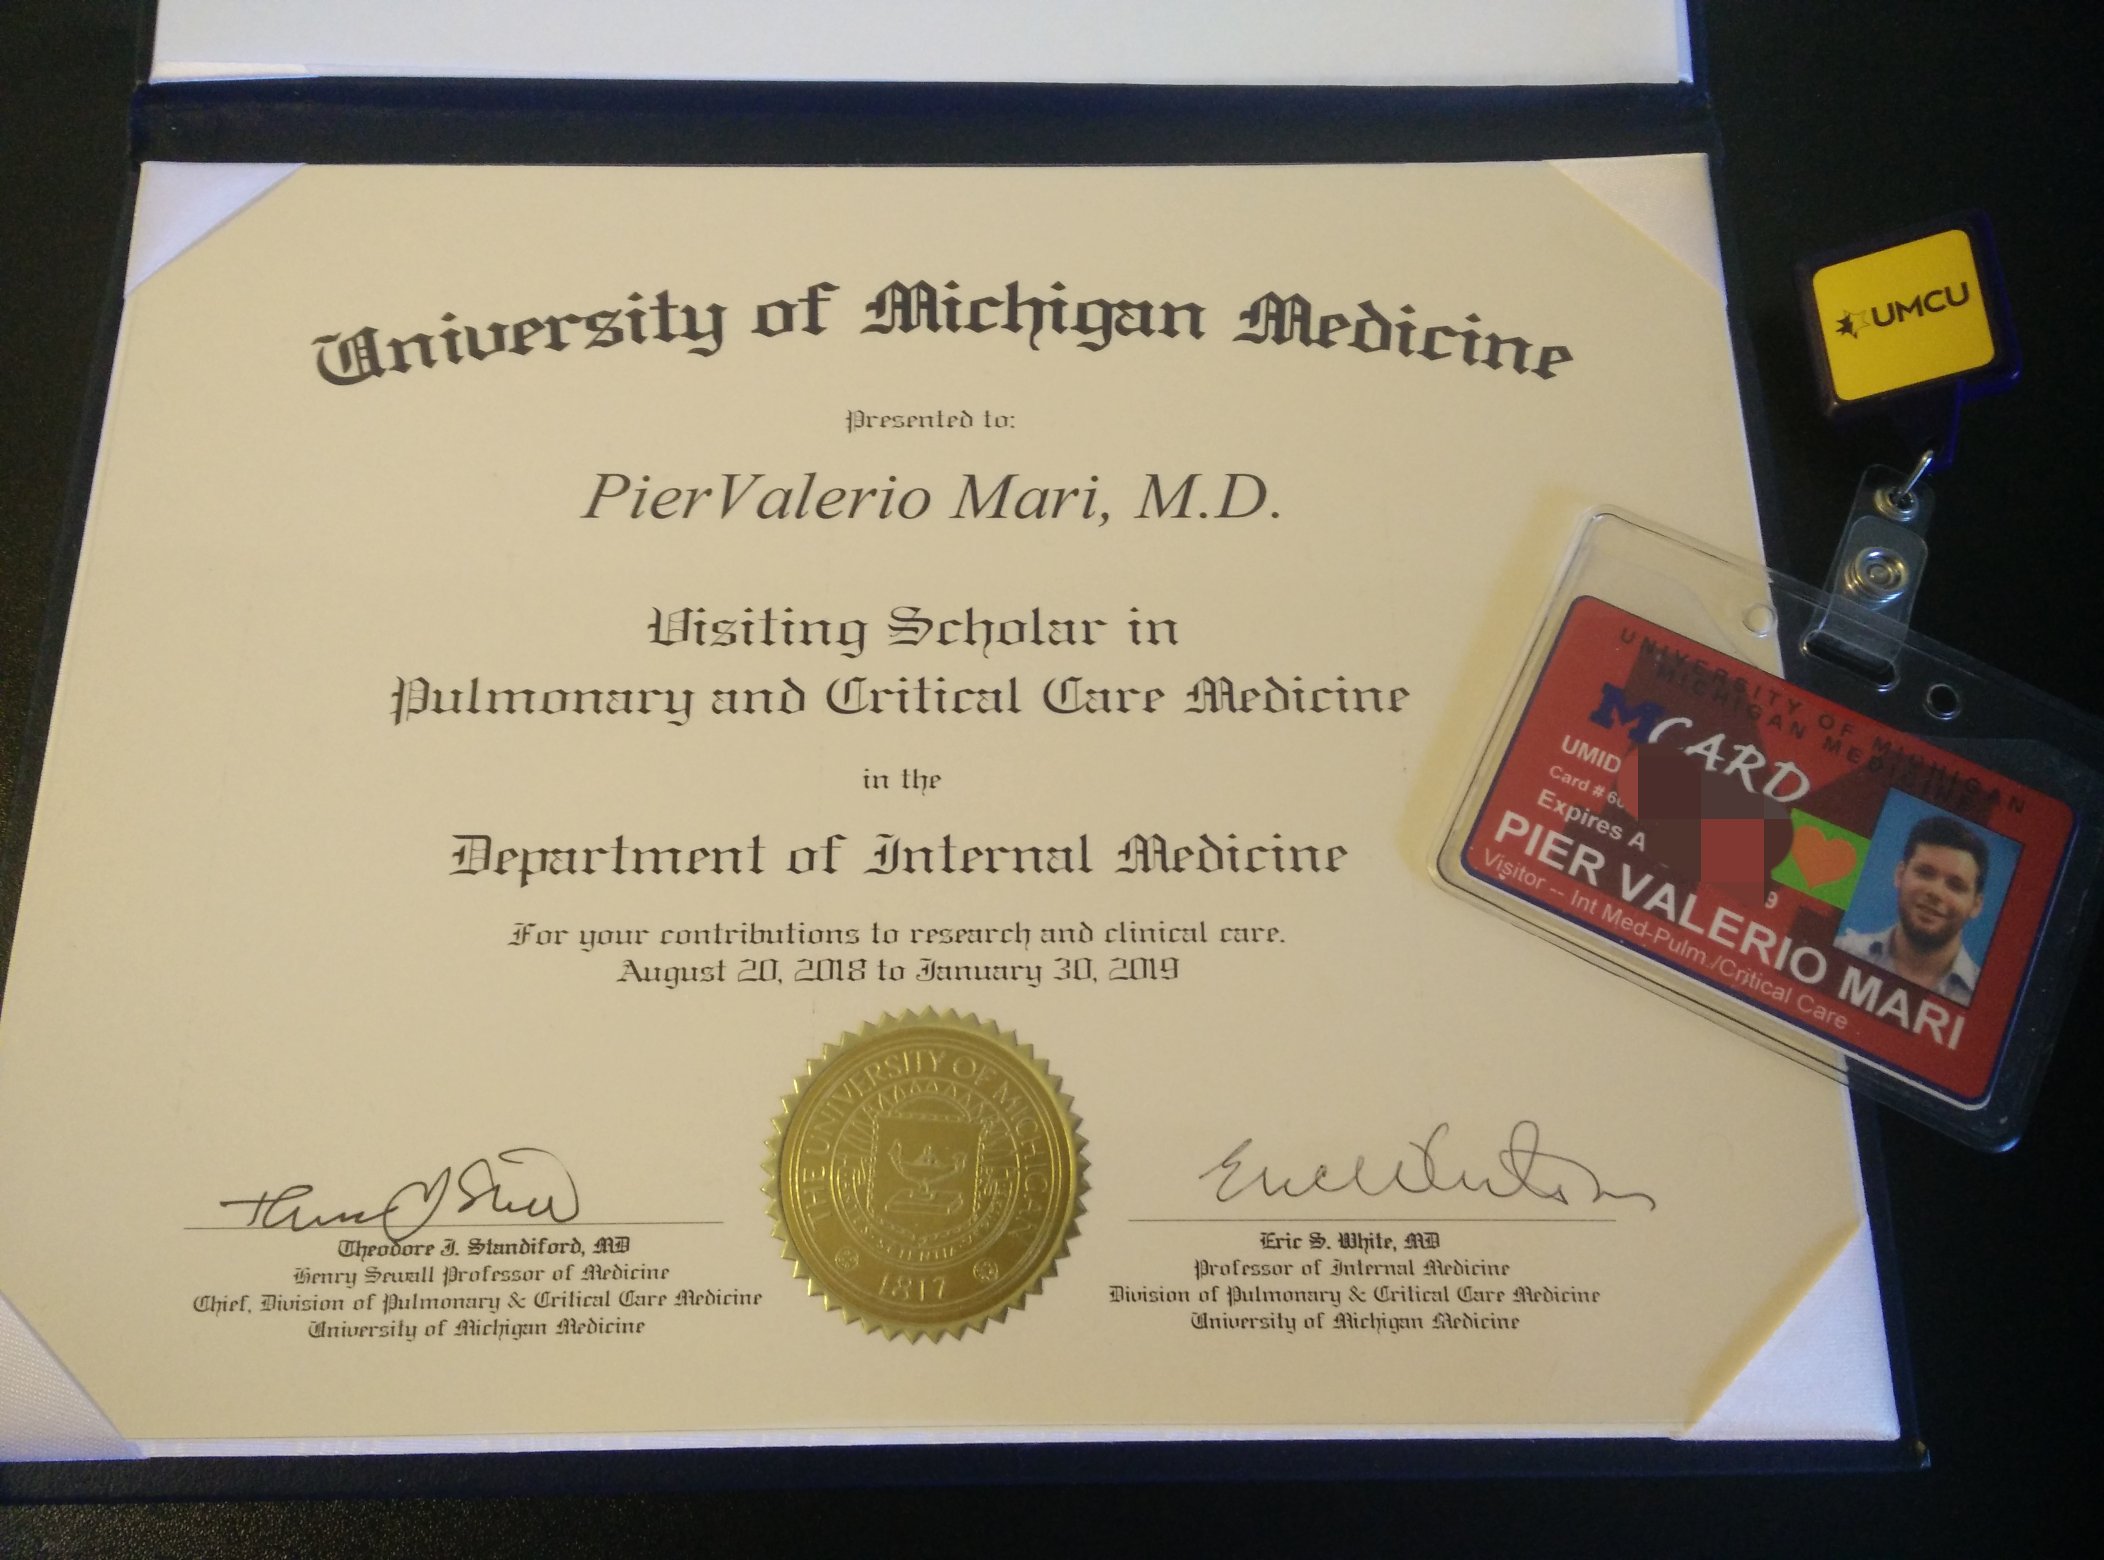 University of Michigan Medicine
Presented to:
PierValerio Mari, M.D.
Visiting Scholar in
Pulmonary and Critical Care Medicine
in the
Department of Internal Medicine
For your contributions to research and clinical care.
August 20, 2018 to January 30, 2019
Theodore J. Standiford, MD
Henry Sewall Professor of Medicine
Chief, Division of Pulmonary & Critical Care Medicine
University of Michigan Medicine
THE UNIVERSITY OF MICHIGAN
SCIENTIA
1817
Eric S. White, MD
Professor of Internal Medicine
Division of Pulmonary & Critical Care Medicine
University of Michigan Medicine
UMCU
UNIVERSITY OF MICHIGAN
MICHIGAN MEDICINE
MCARD
UMID
Card # 60
Expires A
9
PIER VALERIO MARI
Visitor -- Int Med-Pulm./Critical Care